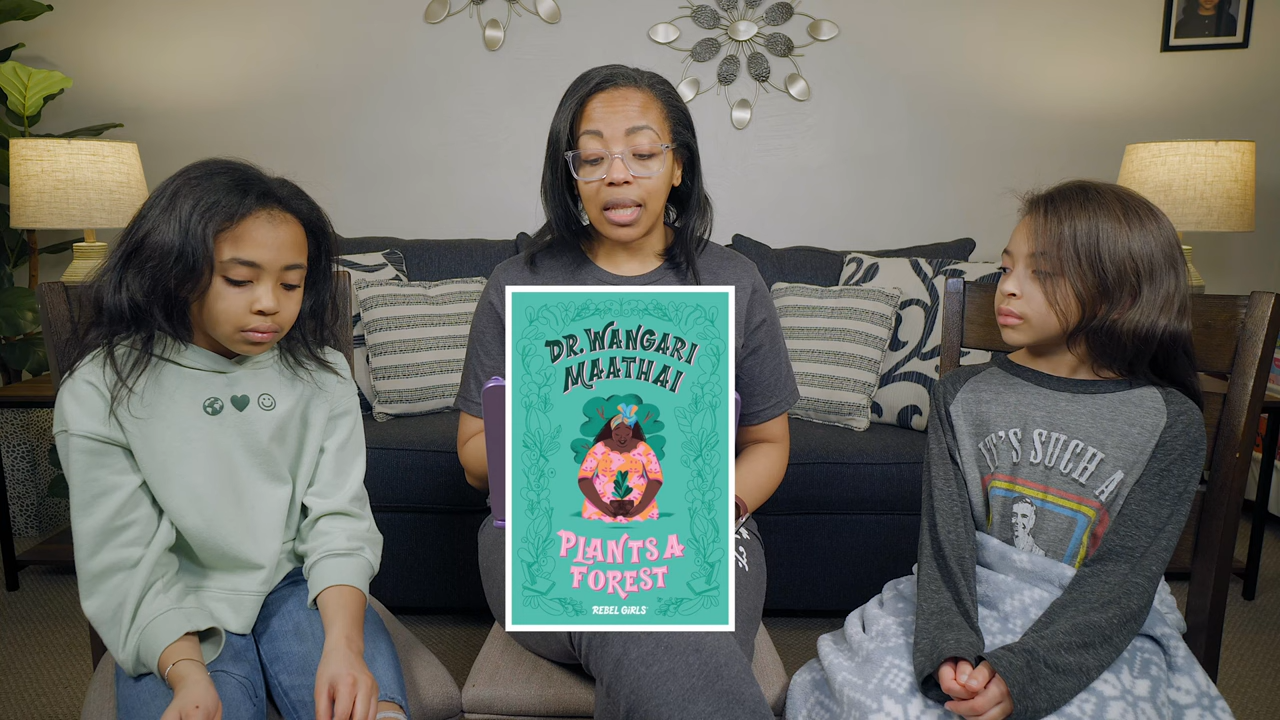 DR. WANGARI
MAATHAI
PLANTS A
FOREST
REBEL GIRLS
IT'S SUCH A